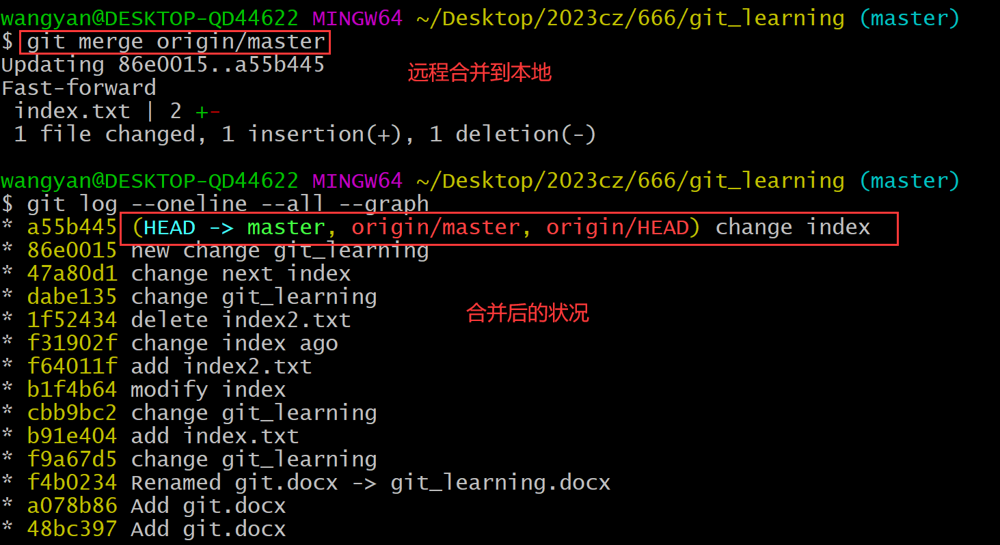 wangyan@DESKTOP-QD44622 MINGW64 ~/Desktop/2023cz/666/git_learning (master)
$ git merge origin/master
Updating 86e0015..a55b445
远程合并到本地
Fast-forward
 index.txt | 2 +-
 1 file changed, 1 insertion(+), 1 deletion(-)
wangyan@DESKTOP-QD44622 MINGW64 ~/Desktop/2023cz/666/git_learning (master)
$ git log --oneline --all --graph
* a55b445 (HEAD -> master, origin/master, origin/HEAD) change index
* 86e0015 new change git_learning
* 47a80d1 change next index
* dabe135 change git_learning
合并后的状况
* 1f52434 delete index2.txt
* f31902f change index ago
* f64011f add index2.txt
* b1f4b64 modify index
* cbb9bc2 change git_learning
* b91e404 add index.txt
* f9a67d5 change git_learning
* f4b0234 Renamed git.docx -> git_learning.docx
* a078b86 Add git.docx
* 48bc397 Add git.docx